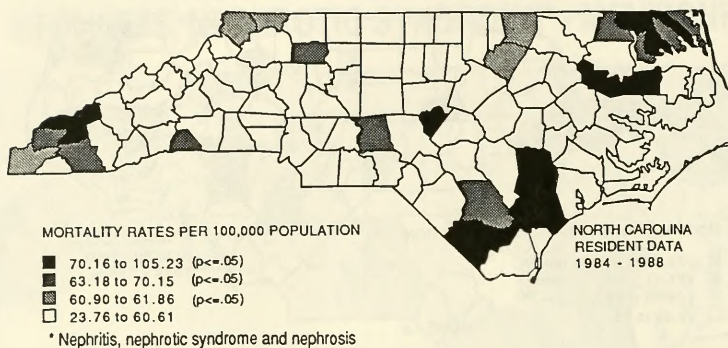 MORTALITY RATES PER 100,000 POPULATION
70.16 to 105.23 (p<=.05)
63.18 to 70.15 (p<=.05)
60.90 to 61.86 (p<=.05)
23.76 to 60.61
* Nephritis, nephrotic syndrome and nephrosis
NORTH CAROLINA
RESIDENT DATA
1984 - 1988